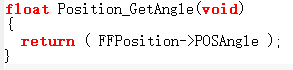 float Position_GetAngle(void)
{
  return ( FFPosition->POSAngle );
}